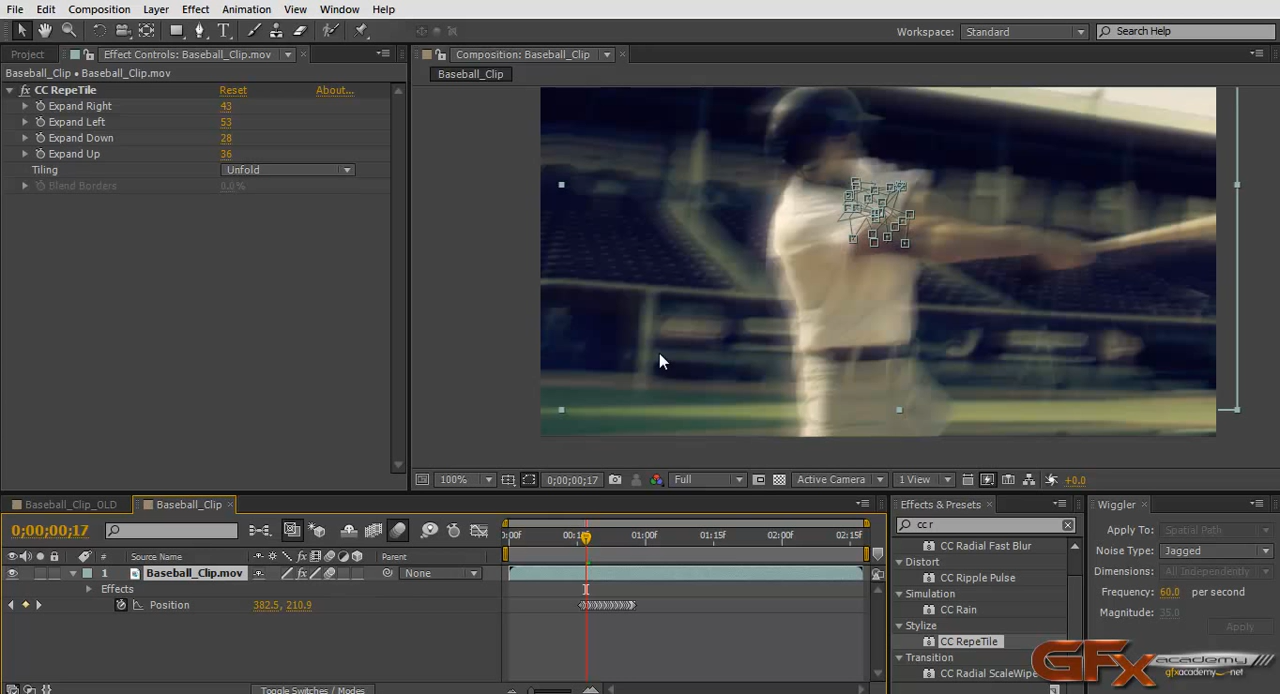 File Edit Composition Layer Effect Animation View Window Help
T Workspace: Standard Search Help
Project Effect Controls: Baseball_Clip.mov Composition: Baseball_Clip
Baseball_Clip • Baseball_Clip.mov Baseball_Clip
fx CC RepeTile Reset About...
Expand Right 43
Expand Left 53
Expand Down 28
Expand Up 36
Tiling Unfold
Blend Borders 0.0 %
100% 0;00;00;17 Full Active Camera 1 View +0.0
Baseball_Clip_OLD Baseball_Clip Effects & Presets Wiggler
0;00;00;17 cc r Apply To: Spatial Path
:00F 00:15F 01:00F 01:15F 02:00F 02:15F
CC Radial Fast Blur Noise Type: Jagged
# Source Name Parent Distort Dimensions: All Independently
1 Baseball_Clip.mov None CC Ripple Pulse
Effects Simulation Frequency: 60.0 per second
Position 382.5, 210.9 CC Rain Magnitude: 35.0
Stylize Apply
CC RepeTile
Transition
CC Radial ScaleWipe
Toggle Switches / Modes
GFxacademy
gfxacademy.net